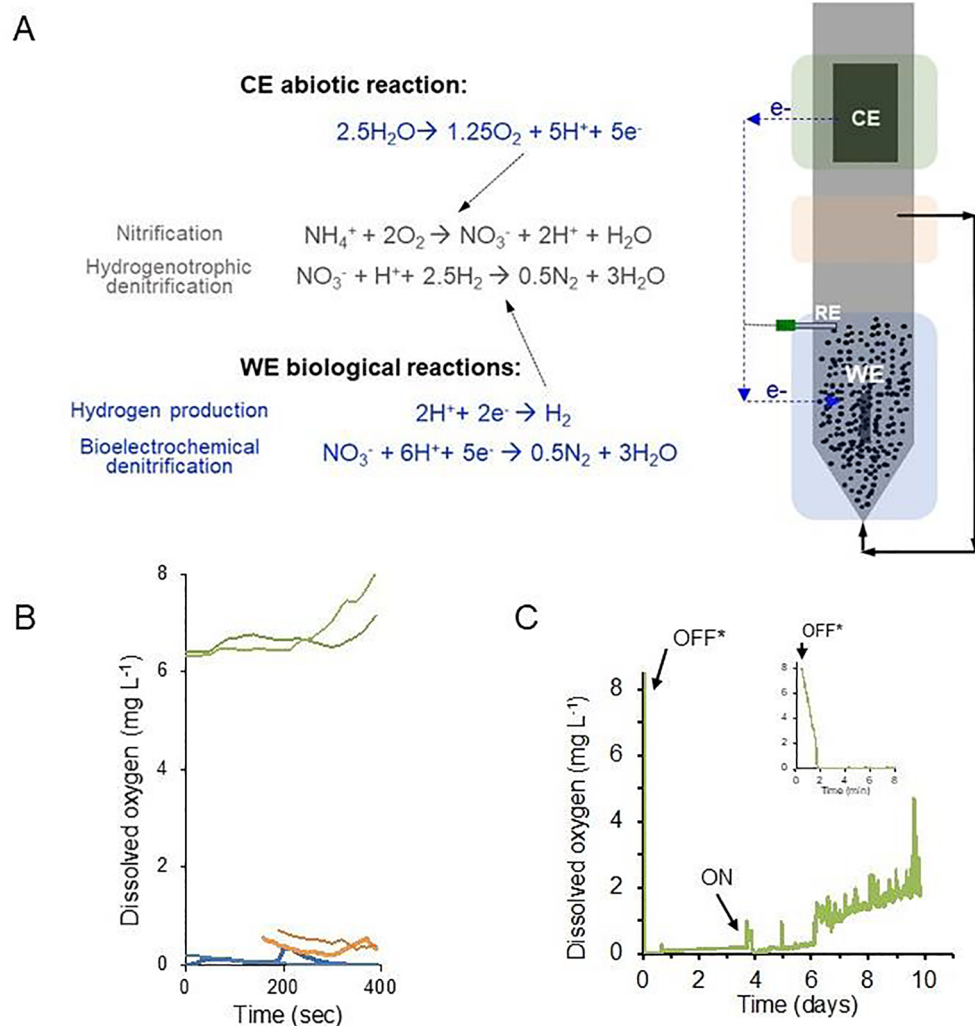 A
CE abiotic reaction:
2.5H₂O→ 1.25O₂ + 5H⁺+ 5e⁻
Nitrification
NH₄⁺ + 2O₂ → NO₃⁻ + 2H⁺ + H₂O
Hydrogenotrophic
denitrification
NO₃⁻ + H⁺+ 2.5H₂ → 0.5N₂ + 3H₂O
WE biological reactions:
Hydrogen production
2H⁺+ 2e⁻ → H₂
Bioelectrochemical
denitrification
NO₃⁻ + 6H⁺+ 5e⁻ → 0.5N₂ + 3H₂O
e-
CE
RE
WE
e-
B
Dissolved oxygen (mg L⁻¹)
8
6
4
2
0
0
200
400
Time (sec)
C
Dissolved oxygen (mg L⁻¹)
8
6
4
2
0
OFF*
ON
0
2
4
6
8
10
Time (days)
OFF*
8
6
4
2
0
0
2
4
6
8
Time (min)